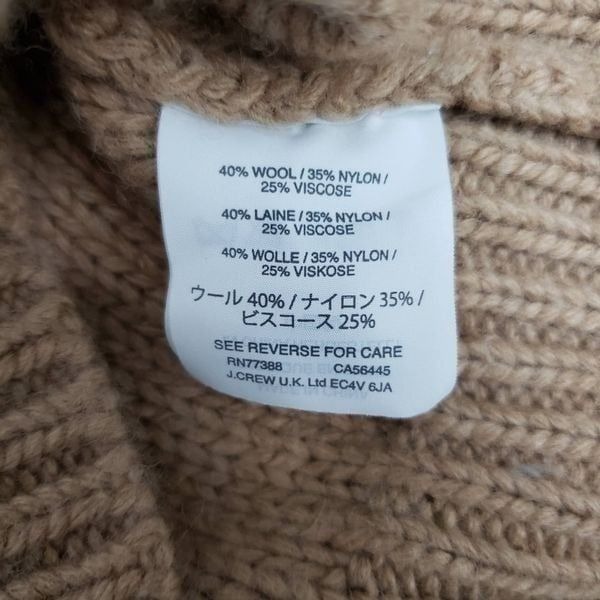 40% WOOL / 35% NYLON /
25% VISCOSE
40% LAINE / 35% NYLON /
25% VISCOSE
40% WOLLE / 35% NYLON /
25% VISKOSE
ウール 40% / ナイロン 35% /
ビスコース 25%
SEE REVERSE FOR CARE
RN77388 CA56445
J.CREW U.K. Ltd EC4V 6JA